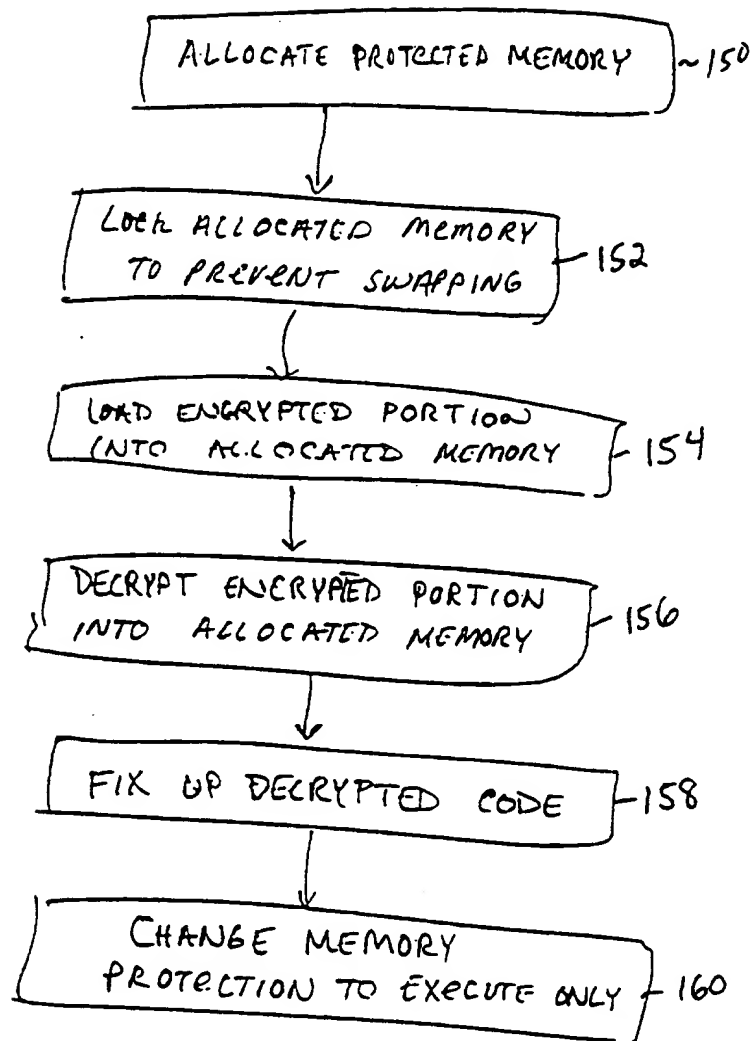 ALLOCATE PROTECTED MEMORY ~150
LOCK ALLOCATED MEMORY
TO PREVENT SWAPPING 152
LOAD ENCRYPTED PORTION
INTO ALLOCATED MEMORY 154
DECRYPT ENCRYPTED PORTION
INTO ALLOCATED MEMORY 156
FIX UP DECRYPTED CODE 158
CHANGE MEMORY
PROTECTION TO EXECUTE ONLY 160